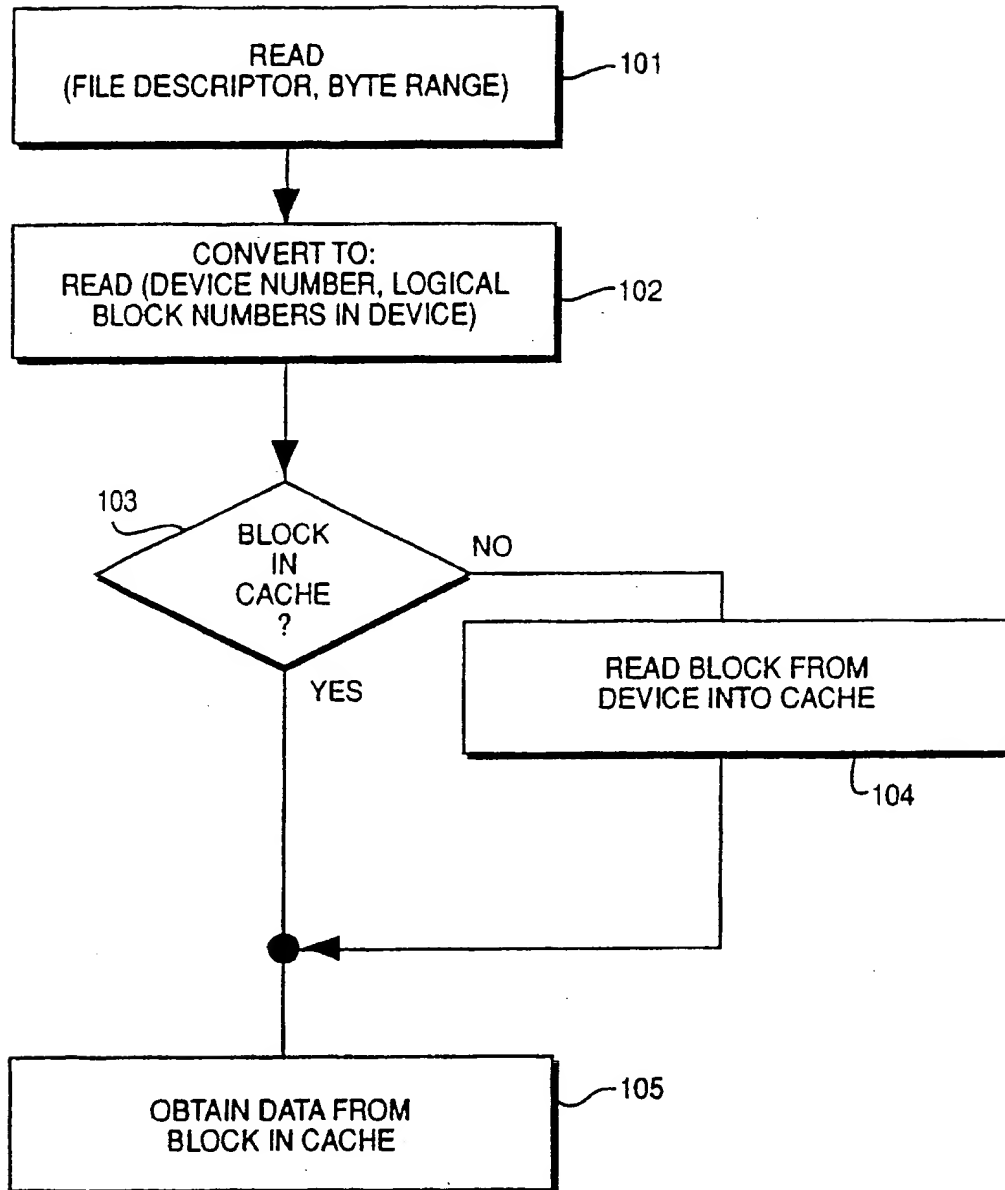 READ
(FILE DESCRIPTOR, BYTE RANGE)
101
CONVERT TO:
READ (DEVICE NUMBER, LOGICAL
BLOCK NUMBERS IN DEVICE)
102
103
BLOCK
IN
CACHE
?
NO
YES
READ BLOCK FROM
DEVICE INTO CACHE
104
OBTAIN DATA FROM
BLOCK IN CACHE
105